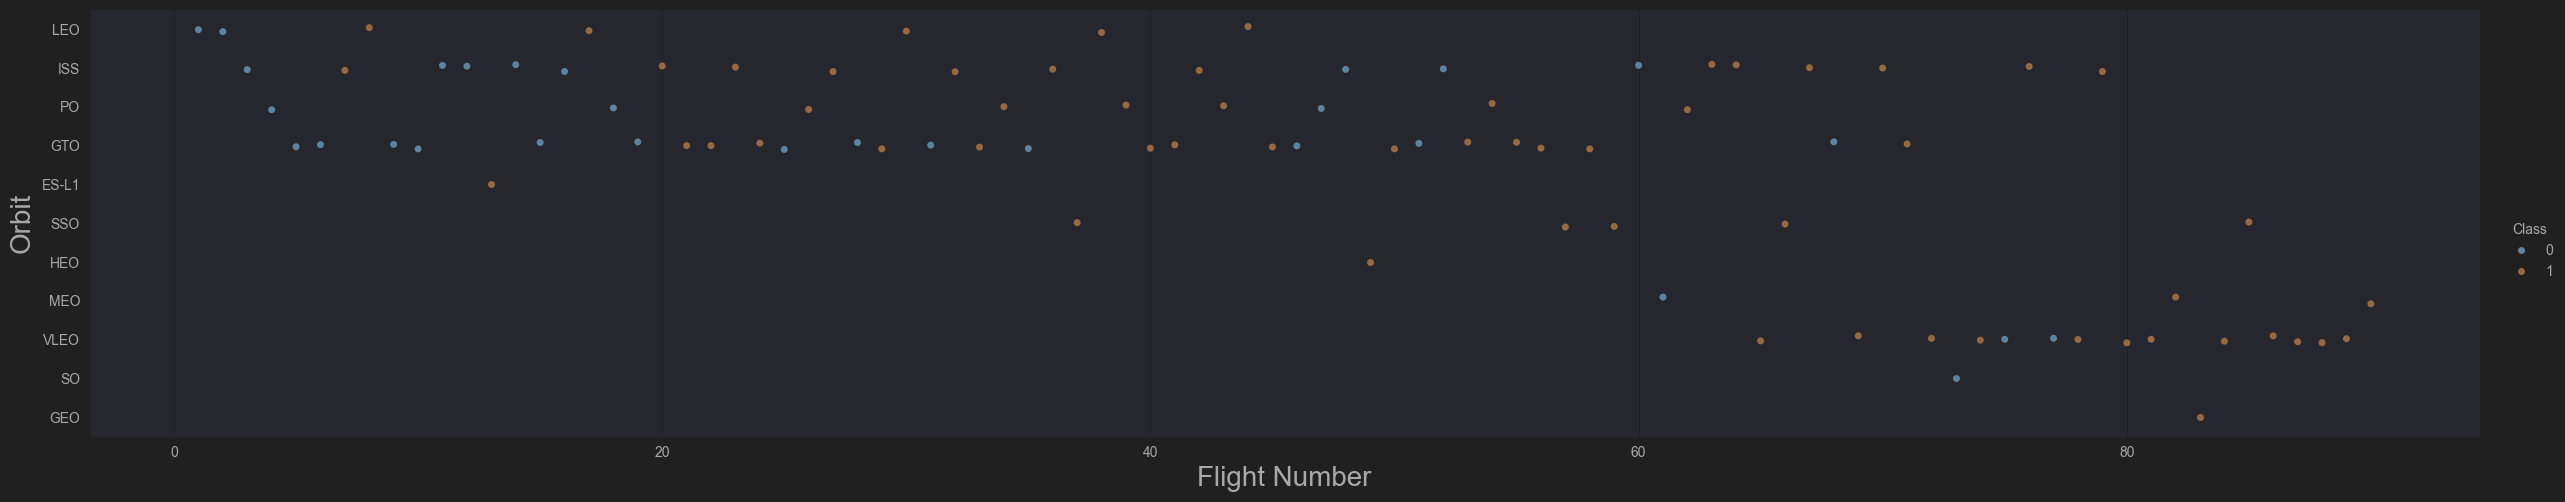 LEO
ISS
PO
GTO
ES-L1
SSO
HEO
MEO
VLEO
SO
GEO
Orbit
0 20 40 60 80
Flight Number
Class
0
1